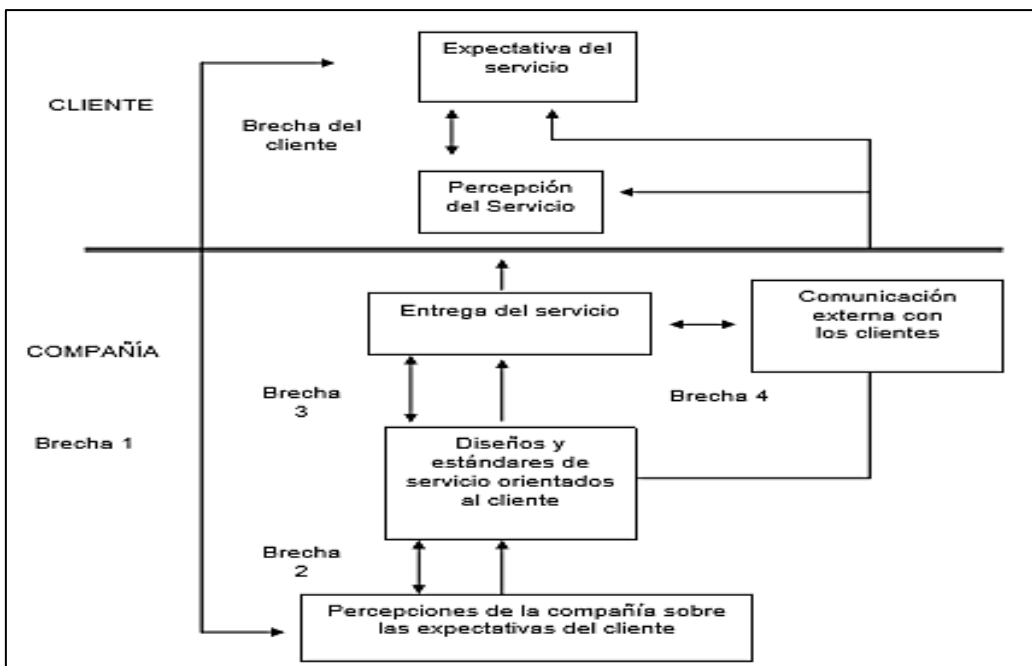 Expectativa del
servicio
CLIENTE
Brecha del
cliente
Percepción
del Servicio
Entrega del servicio
Comunicación
externa con
los clientes
COMPAÑÍA
Brecha
3
Brecha 4
Brecha 1
Diseños y
estándares de
servicio orientados
al cliente
Brecha
2
Percepciones de la compañía sobre
las expectativas del cliente